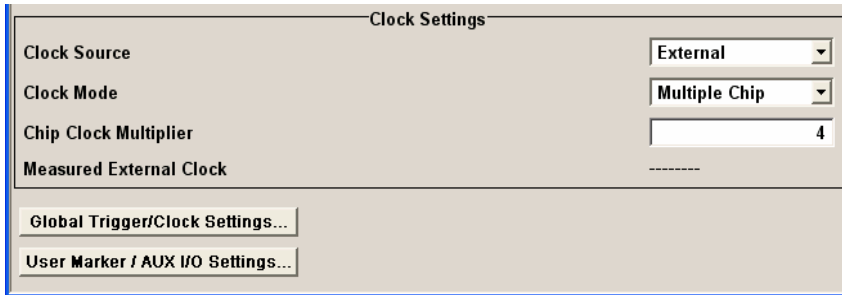 Clock Settings
Clock Source External
Clock Mode Multiple Chip
Chip Clock Multiplier 4
Measured External Clock --------
Global Trigger/Clock Settings...
User Marker / AUX I/O Settings...